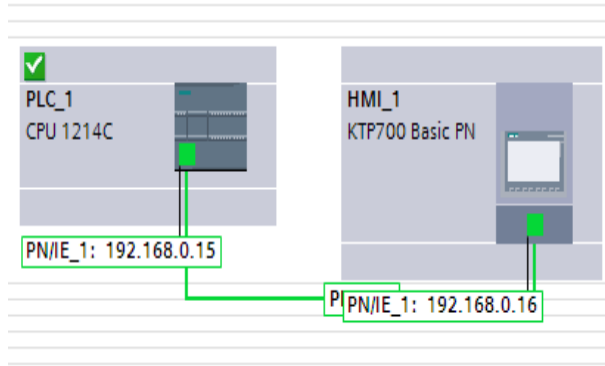 PLC_1
CPU 1214C
HMI_1
KTP700 Basic PN
PN/IE_1: 192.168.0.15
PN/IE_1: 192.168.0.16